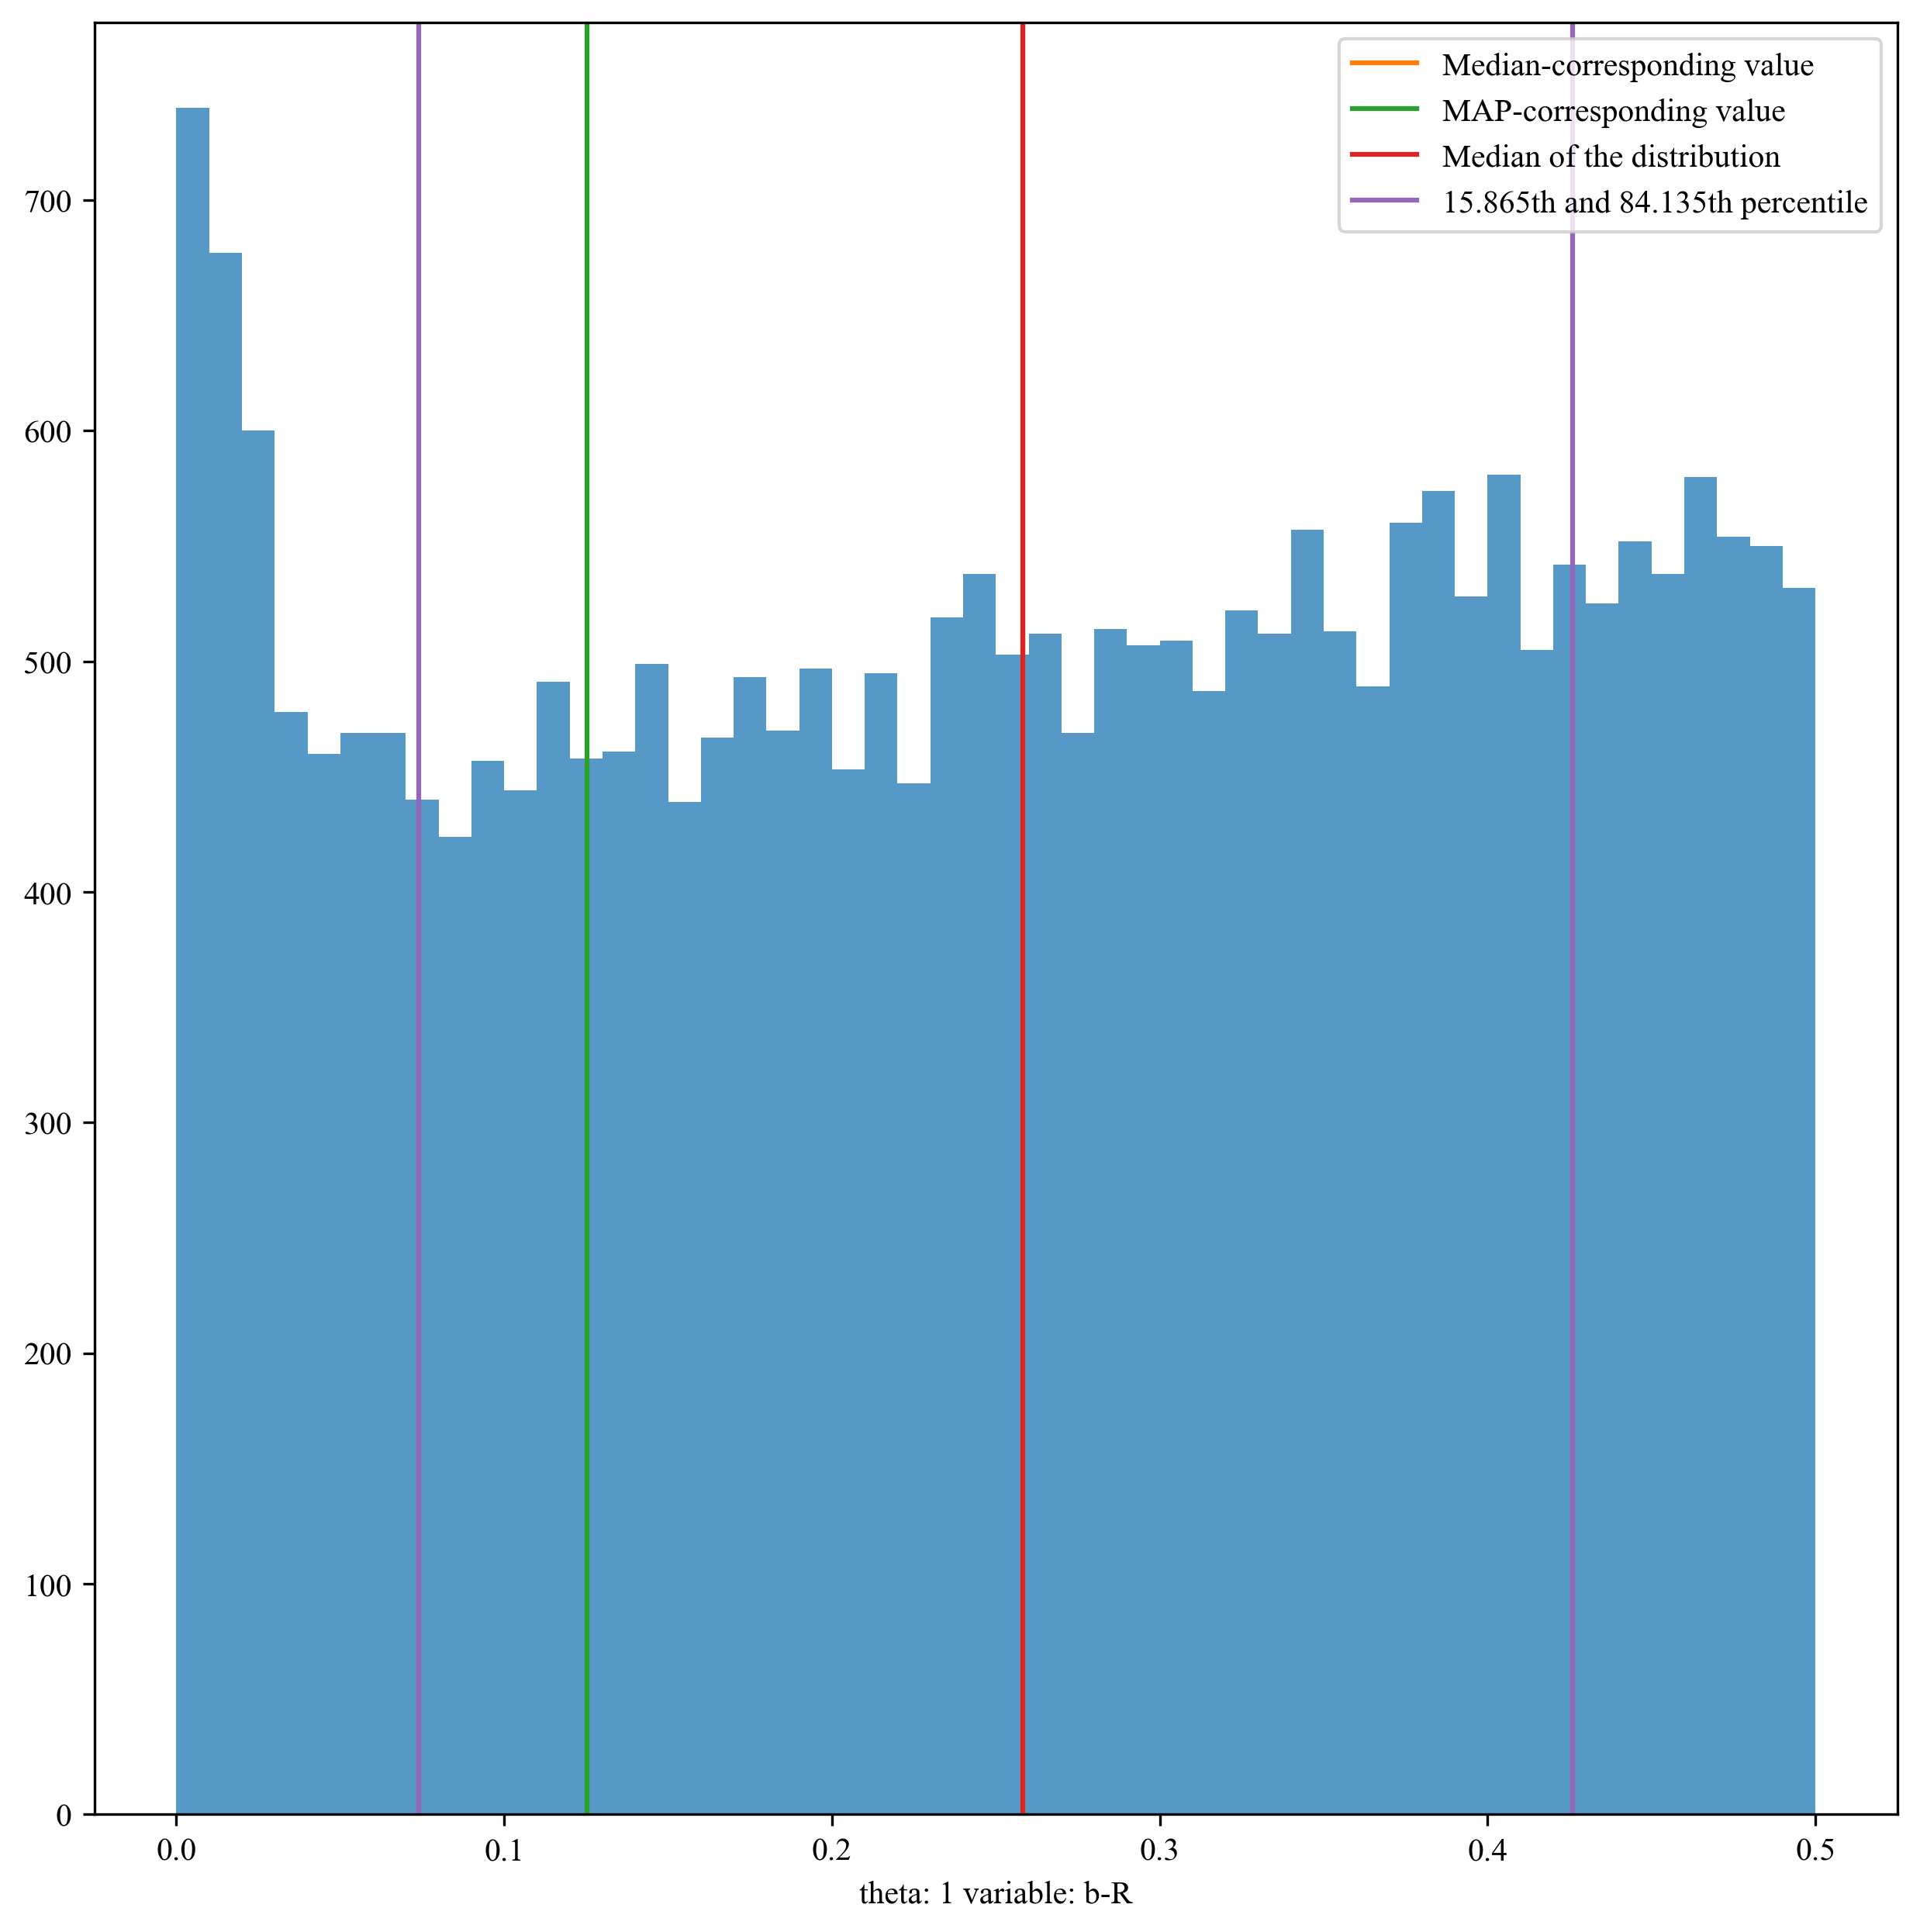 Median-corresponding value
MAP-corresponding value
Median of the distribution
15.865th and 84.135th percentile
700
600
500
400
300
200
100
0
0.0 0.1 0.2 0.3 0.4 0.5
theta: 1 variable: b-R